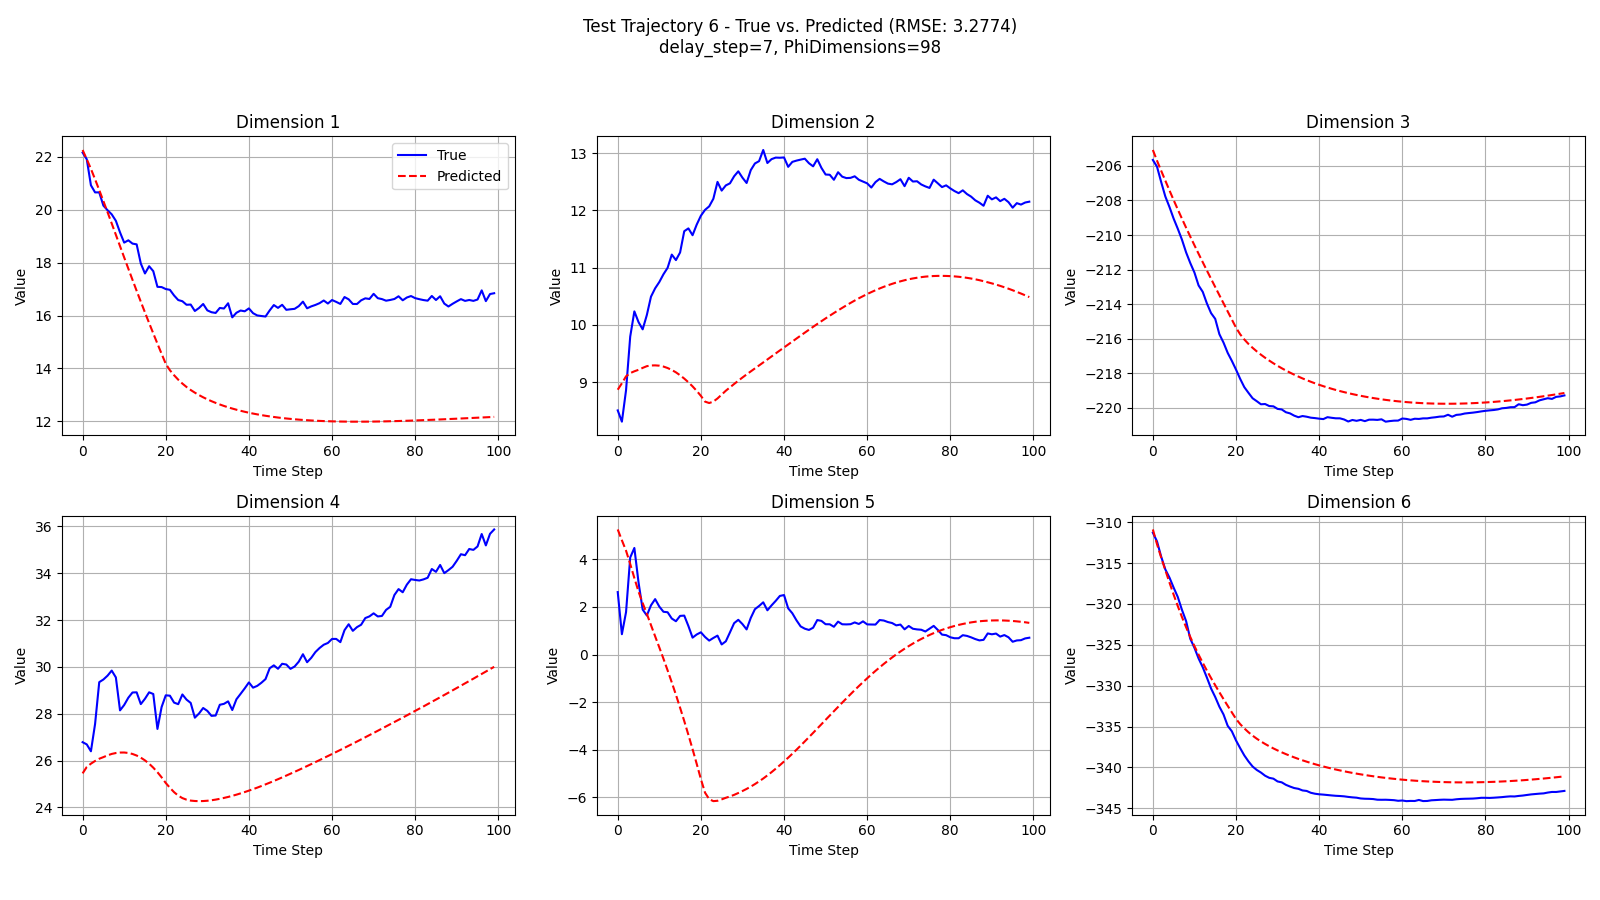 Test Trajectory 6 - True vs. Predicted (RMSE: 3.2774)
delay_step=7, PhiDimensions=98
Dimension 1
Value
22
20
18
16
14
12
0 20 40 60 80 100
Time Step
True
Predicted
Dimension 2
Value
13
12
11
10
9
0 20 40 60 80 100
Time Step
Dimension 3
Value
−206
−208
−210
−212
−214
−216
−218
−220
0 20 40 60 80 100
Time Step
Dimension 4
Value
36
34
32
30
28
26
24
0 20 40 60 80 100
Time Step
Dimension 5
Value
4
2
0
−2
−4
−6
0 20 40 60 80 100
Time Step
Dimension 6
Value
−310
−315
−320
−325
−330
−335
−340
−345
0 20 40 60 80 100
Time Step